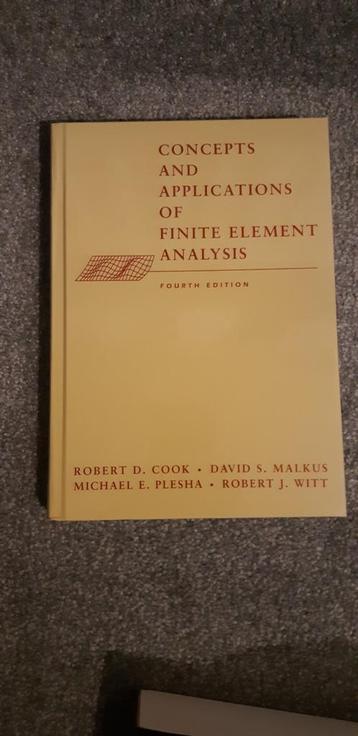 CONCEPTS
AND
APPLICATIONS
OF
FINITE ELEMENT
ANALYSIS
FOURTH EDITION
ROBERT D. COOK • DAVID S. MALKUS
MICHAEL E. PLESHA • ROBERT J. WITT